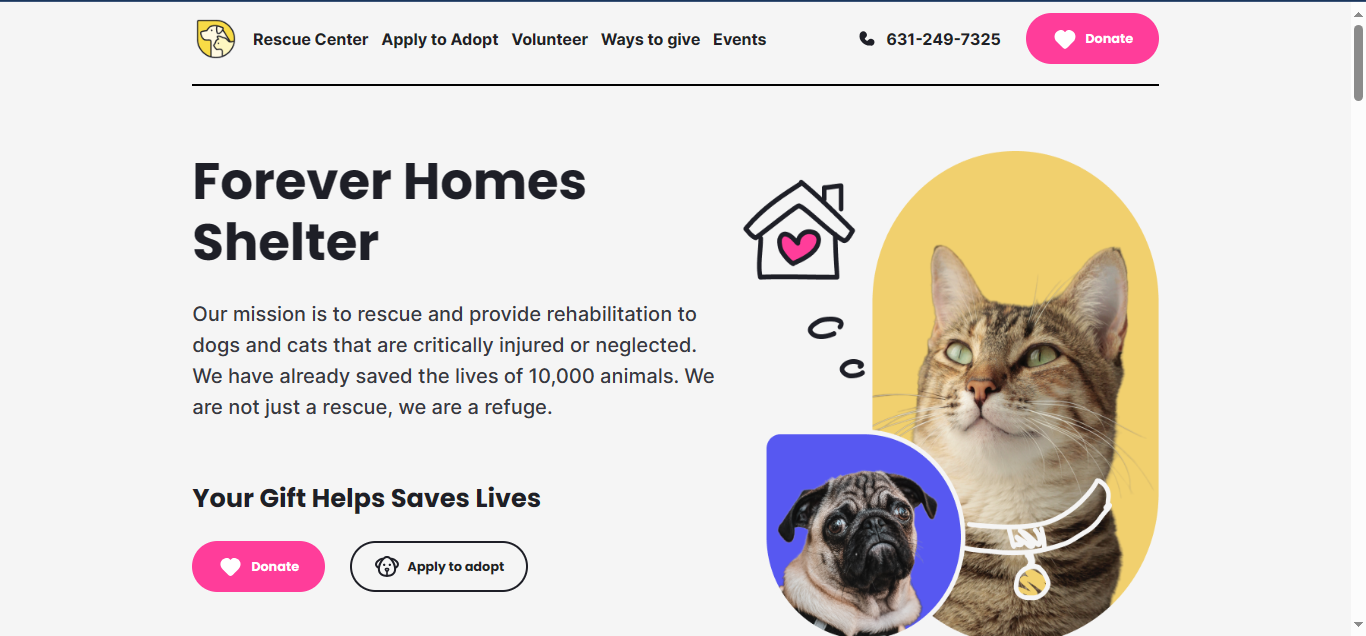 Rescue Center Apply to Adopt Volunteer Ways to give Events 631-249-7325 Donate
Forever Homes
Shelter
Our mission is to rescue and provide rehabilitation to
dogs and cats that are critically injured or neglected.
We have already saved the lives of 10,000 animals. We
are not just a rescue, we are a refuge.
Your Gift Helps Saves Lives
Donate Apply to adopt